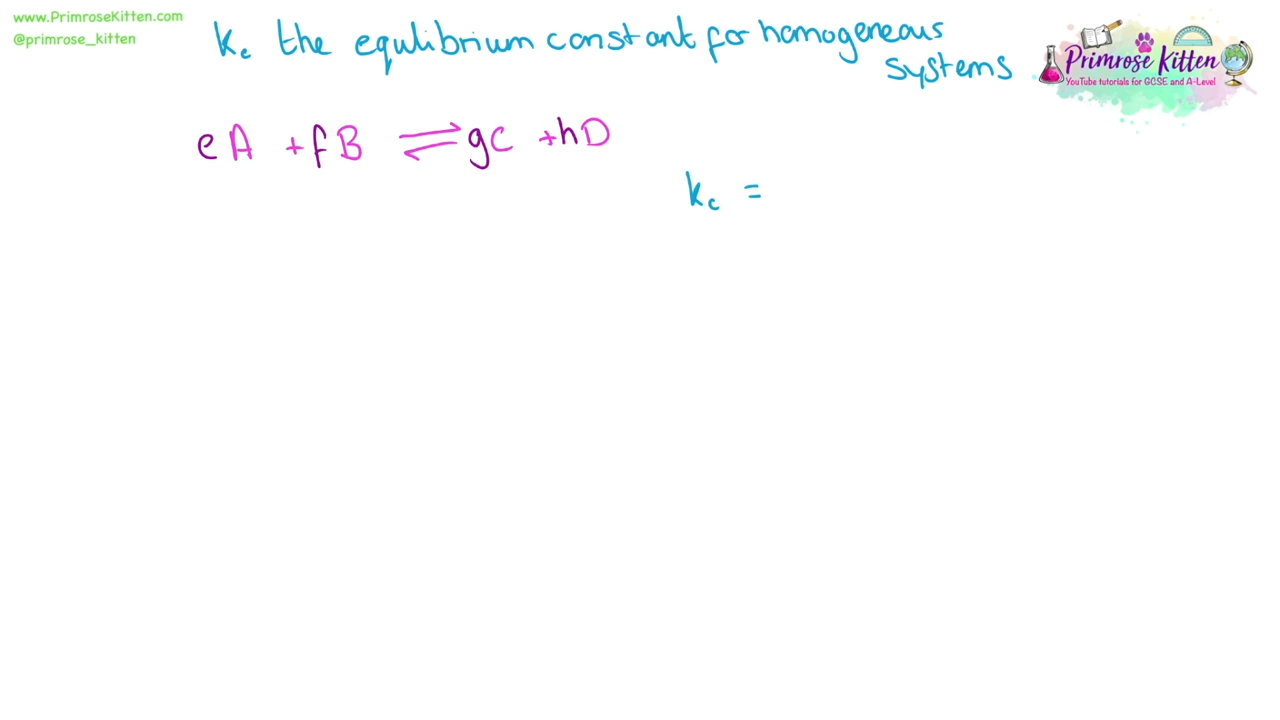 www.PrimroseKitten.com
@primrose_kitten
kc the equlibrium constant for homogeneous
systems
Primrose Kitten
YouTube tutorials for GCSE and A-Level
eA + fB ⇌ gC + hD
kc =